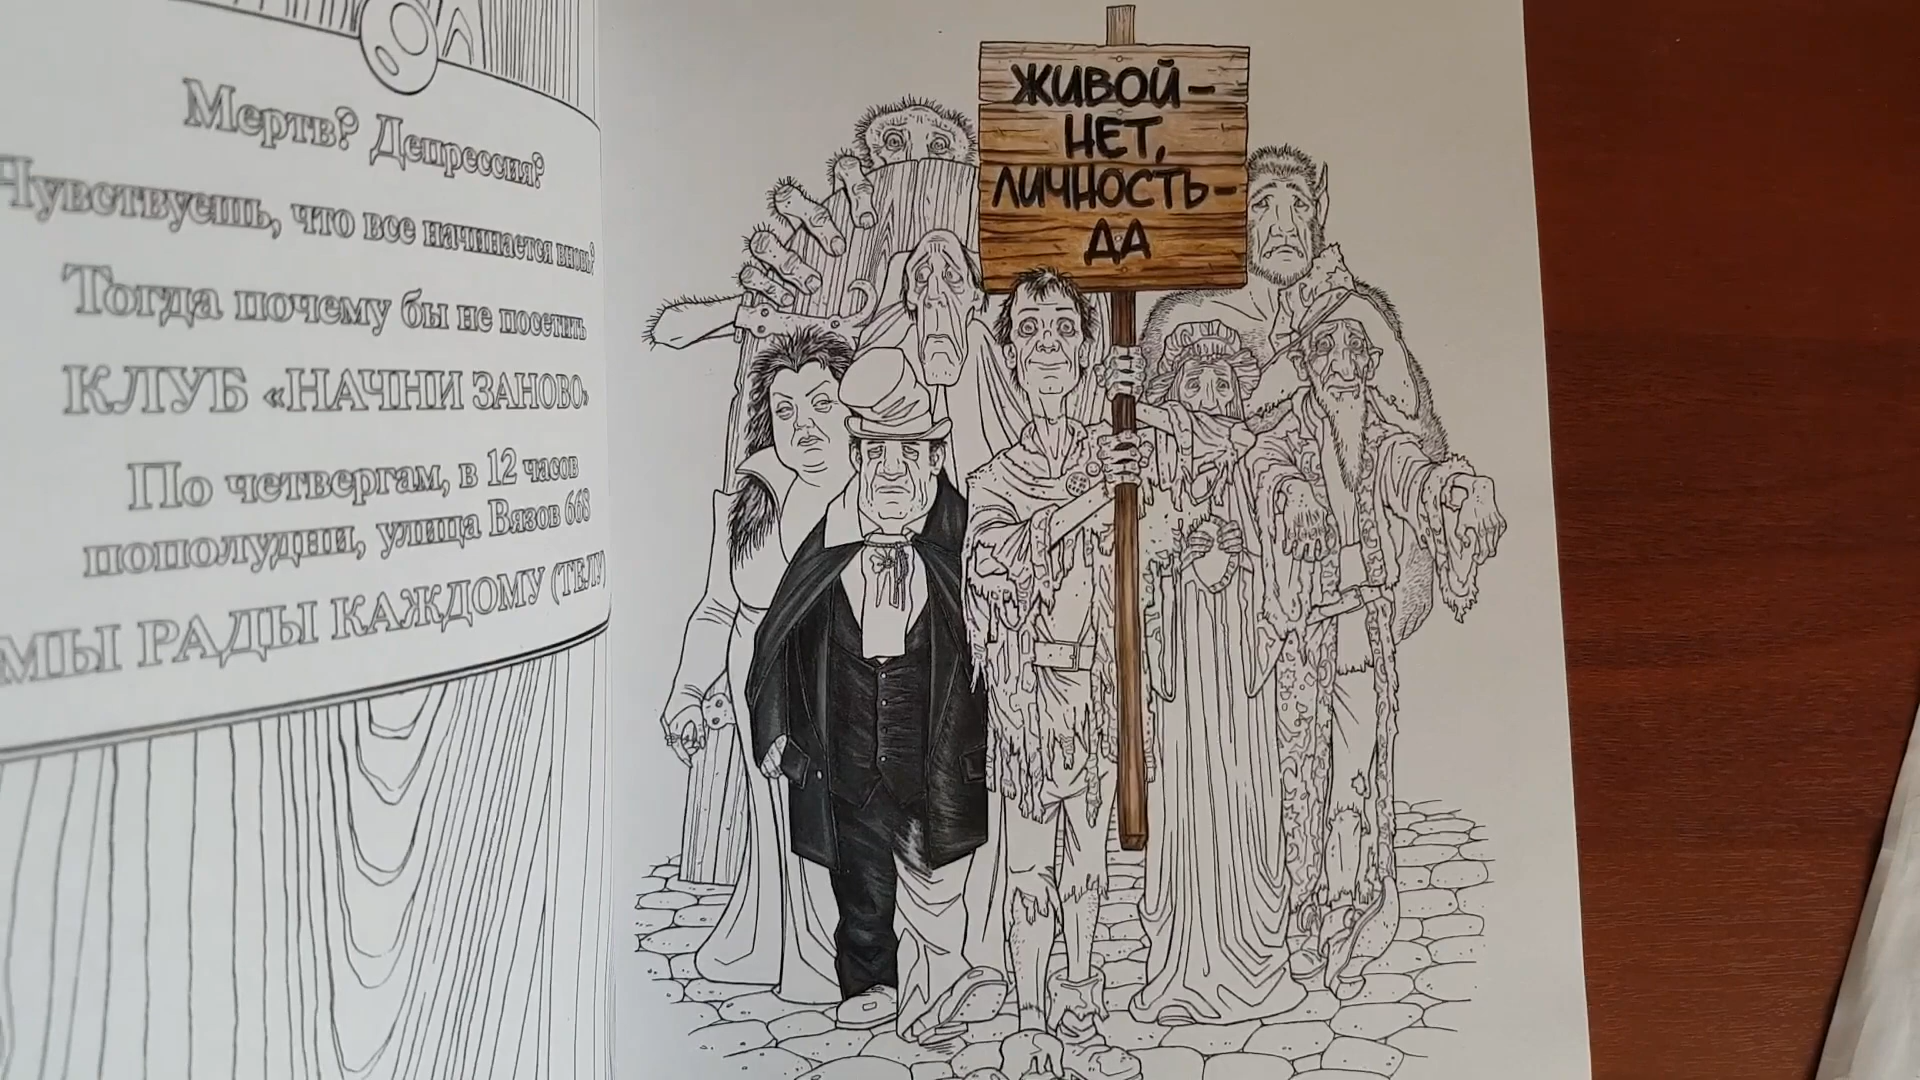 Мертв? Депрессия?
Чувствуешь, что все начинается вновь?
Тогда почему бы не посетить
КЛУБ «НАЧНИ ЗАНОВО»
По четвергам, в 12 часов
пополудни, улица Вязов 668
МЫ РАДЫ КАЖДОМУ (ТЕЛУ
ЖИВОЙ –
НЕТ,
ЛИЧНОСТЬ –
ДА